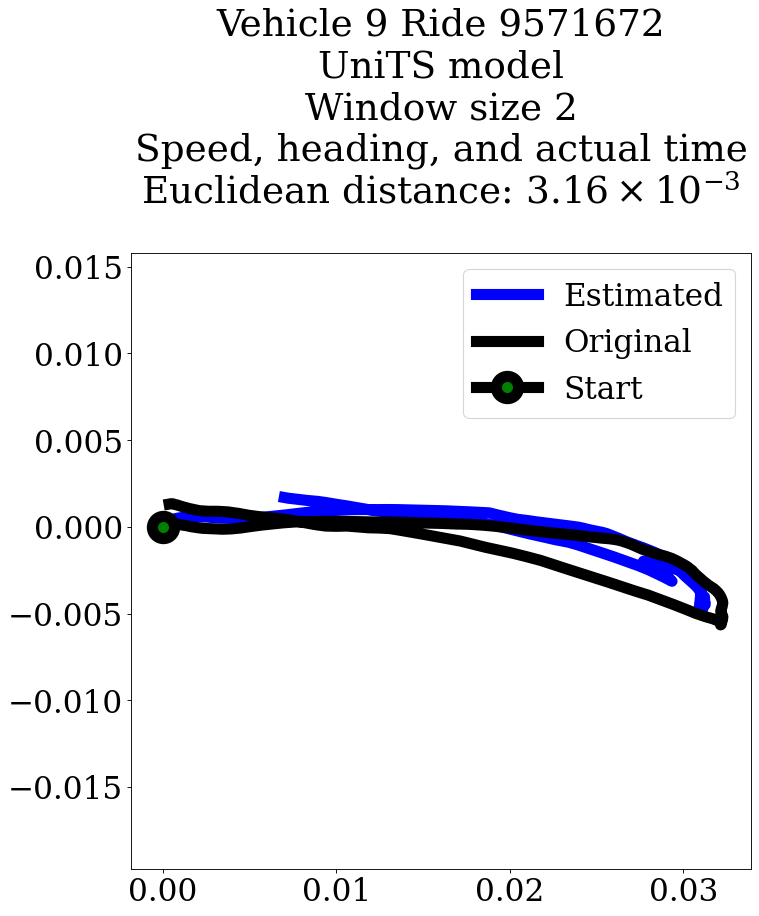 Vehicle 9 Ride 9571672
UniTS model
Window size 2
Speed, heading, and actual time
Euclidean distance: 3.16 × 10⁻³
Estimated
Original
Start
0.015
0.010
0.005
0.000
−0.005
−0.010
−0.015
0.00 0.01 0.02 0.03